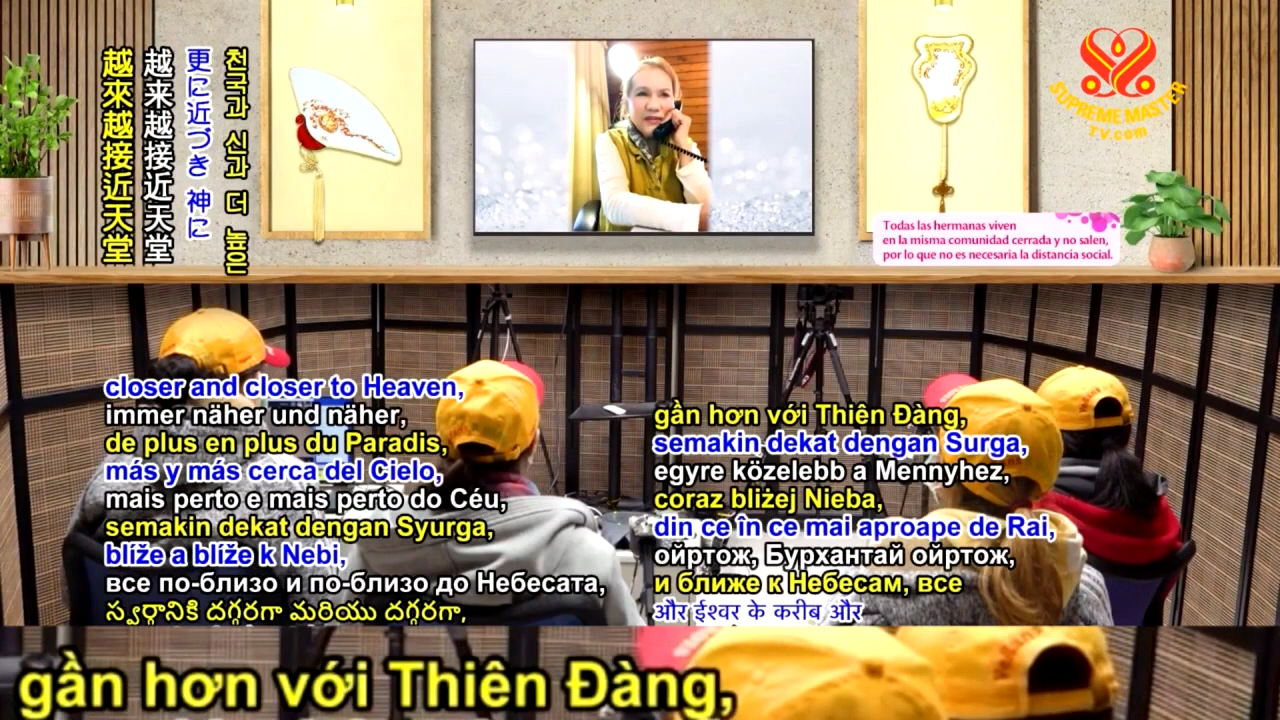 越來越接近天堂
越来越接近天堂
更に近づき 神に
천국과 신과 더 높은
SUPREME MASTER
TV.com
Todas las hermanas viven
en la misma comunidad cerrada y no salen,
por lo que no es necesaria la distancia social.
closer and closer to Heaven,
immer näher und näher,
de plus en plus du Paradis,
más y más cerca del Cielo,
mais perto e mais perto do Céu,
semakin dekat dengan Syurga,
blíže a blíže k Nebi,
все по-близо и по-близо до Небесата,
స్వర్గానికి దగ్గరగా మరియు దగ్గరగా,
gần hơn với Thiên Đàng,
semakin dekat dengan Surga,
egyre közelebb a Mennyhez,
coraz bliżej Nieba,
din ce în ce mai aproape de Rai,
ойртож, Бурхантай ойртож,
и ближе к Небесам, все
और ईश्वर के करीब और
gần hơn với Thiên Đàng,